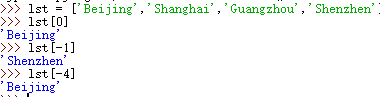 >>> lst = ['Beijing','Shanghai','Guangzhou','Shenzhen']
>>> lst[0]
'Beijing'
>>> lst[-1]
'Shenzhen'
>>> lst[-4]
'Beijing'
>>>